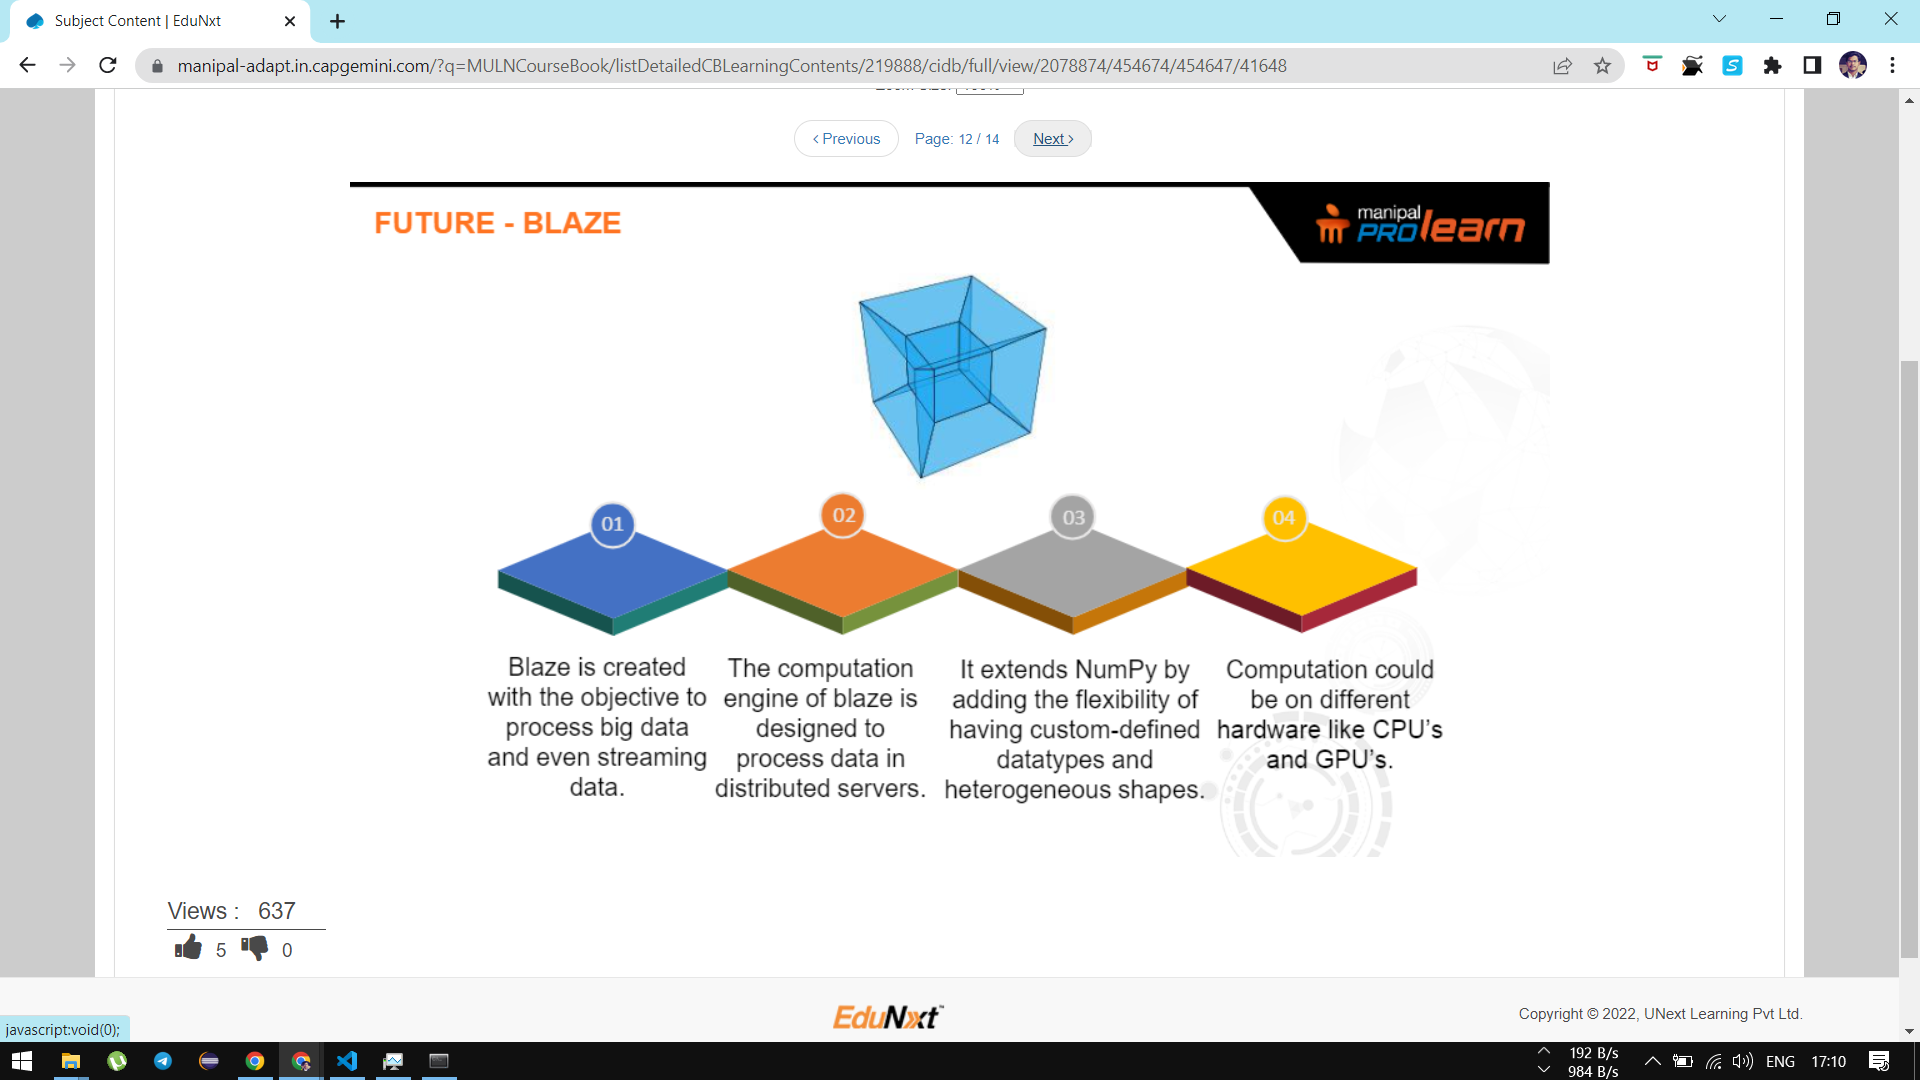 Subject Content | EduNxt
manipal-adapt.in.capgemini.com/?q=MULNCourseBook/listDetailedCBLearningContents/219888/cidb/full/view/2078874/454674/454647/41648
‹ Previous Page: 12 / 14 Next ›
FUTURE - BLAZE
manipal
PROlearn
01 02 03 04
Blaze is created
with the objective to
process big data
and even streaming
data.
The computation
engine of blaze is
designed to
process data in
distributed servers.
It extends NumPy by
adding the flexibility of
having custom-defined
datatypes and
heterogeneous shapes.
Computation could
be on different
hardware like CPU's
and GPU's.
Views : 637
5 0
EduNxt™
Copyright © 2022, UNext Learning Pvt Ltd.
javascript:void(0);
192 B/s
984 B/s
ENG 17:10